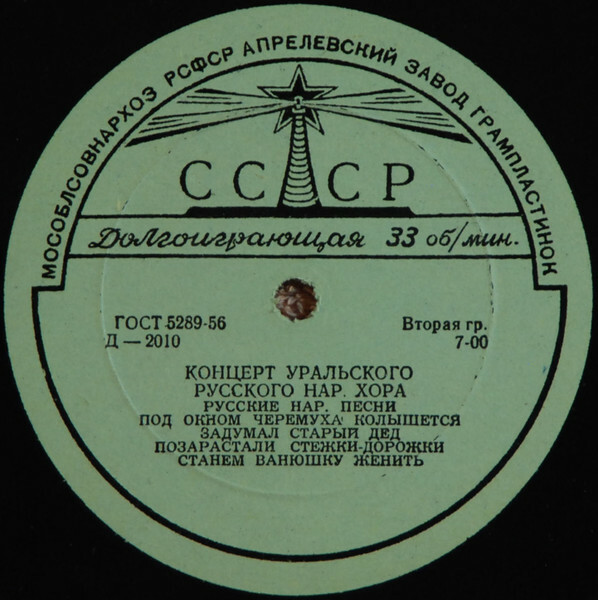 МОСОБЛСОВНАРХОЗ РСФСР АПРЕЛЕВСКИЙ ЗАВОД ГРАМПЛАСТИНОК
СССР
Долгоиграющая 33 об/мин.
ГОСТ 5289-56 Вторая гр.
Д — 2010 7-00
КОНЦЕРТ УРАЛЬСКОГО
РУССКОГО НАР. ХОРА
РУССКИЕ НАР. ПЕСНИ
ПОД ОКНОМ ЧЕРЕМУХА КОЛЫШЕТСЯ
ЗАДУМАЛ СТАРЫЙ ДЕД
ПОЗАРАСТАЛИ СТЕЖКИ-ДОРОЖКИ
СТАНЕМ ВАНЮШКУ ЖЕНИТЬ